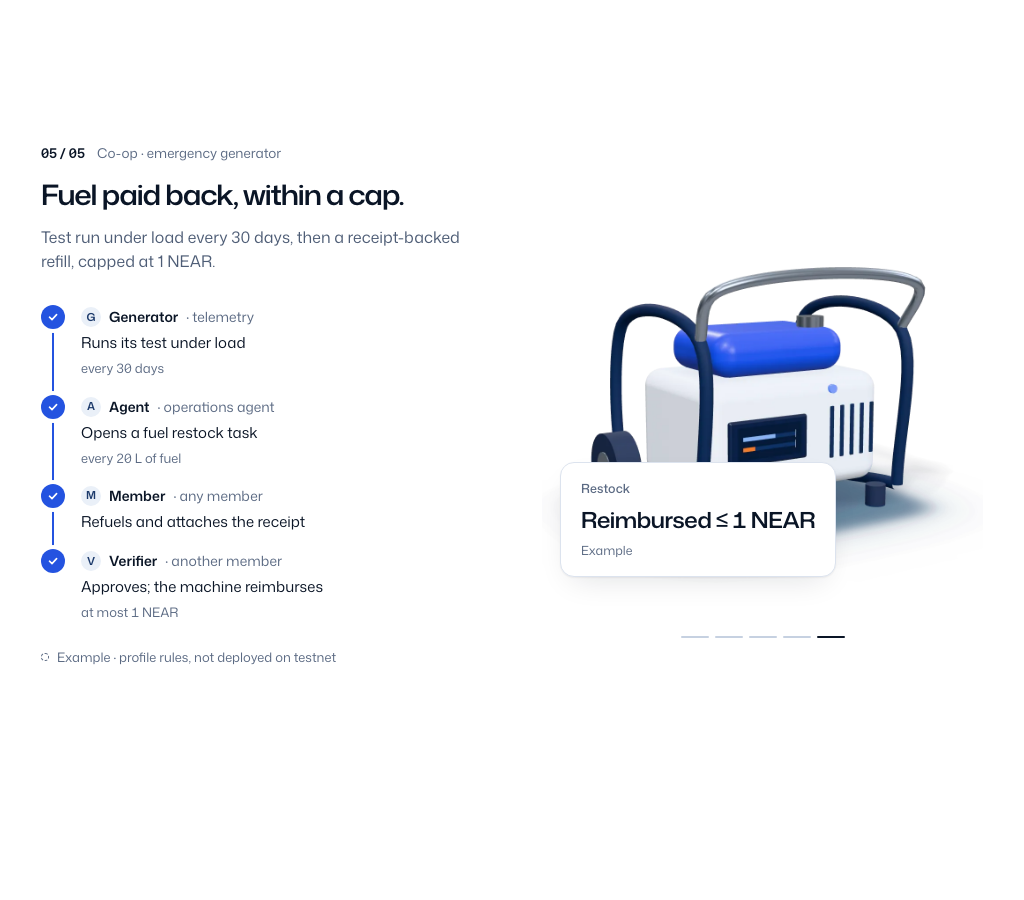 05 / 05 Co-op · emergency generator
Fuel paid back, within a cap.
Test run under load every 30 days, then a receipt-backed
refill, capped at 1 NEAR.
G Generator · telemetry
Runs its test under load
every 30 days
A Agent · operations agent
Opens a fuel restock task
every 20 L of fuel
M Member · any member
Refuels and attaches the receipt
V Verifier · another member
Approves; the machine reimburses
at most 1 NEAR
Example · profile rules, not deployed on testnet
Restock
Reimbursed ≤ 1 NEAR
Example